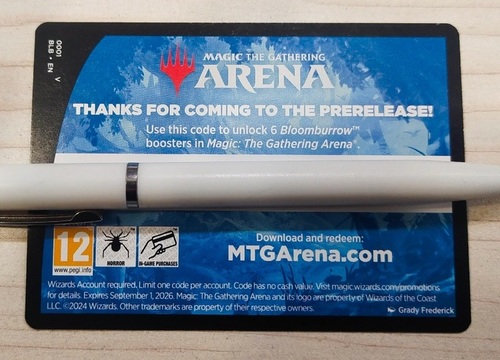 0001 V
BLB • EN
MAGIC THE GATHERING
ARENA
THANKS FOR COMING TO THE PRERELEASE!
Use this code to unlock 6 Bloomburrow™
boosters in Magic: The Gathering Arena®.
12
www.pegi.info
HORROR
IN-GAME PURCHASES
Download and redeem:
MTGArena.com
Wizards Account required. Limit one code per account. Code has no cash value. Visit magic.wizards.com/promotions
for details. Expires September 1, 2026. Magic: The Gathering Arena and its logo are property of Wizards of the Coast
LLC. ©2024 Wizards. Other trademarks are property of their respective owners.
Grady Frederick